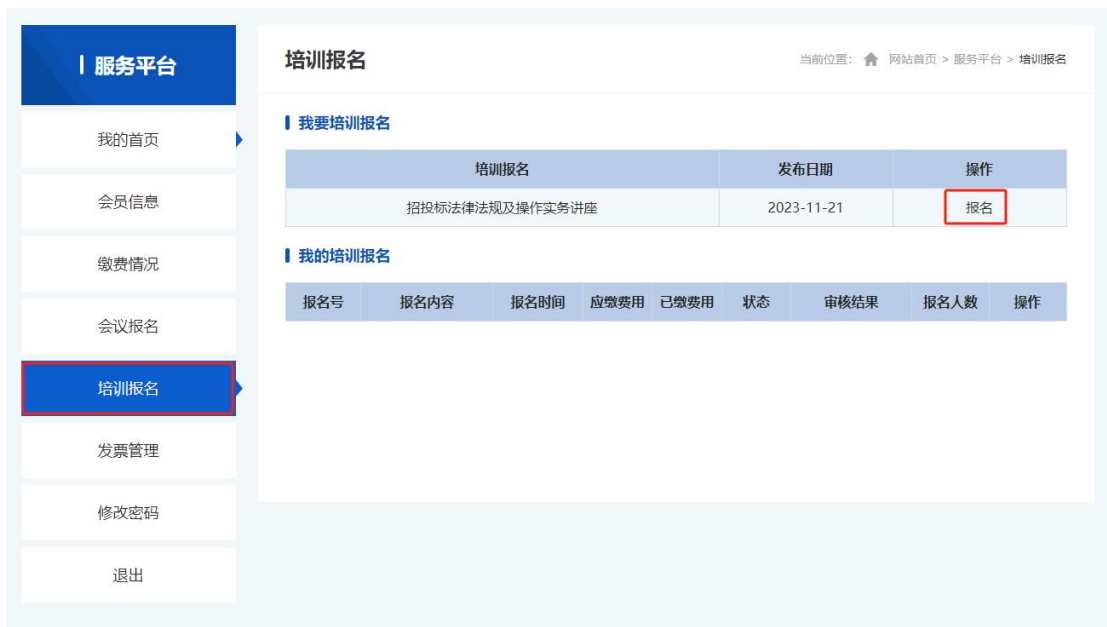 服务平台
我的首页
会员信息
缴费情况
会议报名
培训报名
发票管理
修改密码
退出
培训报名
当前位置： 网站首页 > 服务平台 > 培训报名
我要培训报名
培训报名 发布日期 操作
招投标法律法规及操作实务讲座 2023-11-21 报名
我的培训报名
报名号 报名内容 报名时间 应缴费用 已缴费用 状态 审核结果 报名人数 操作